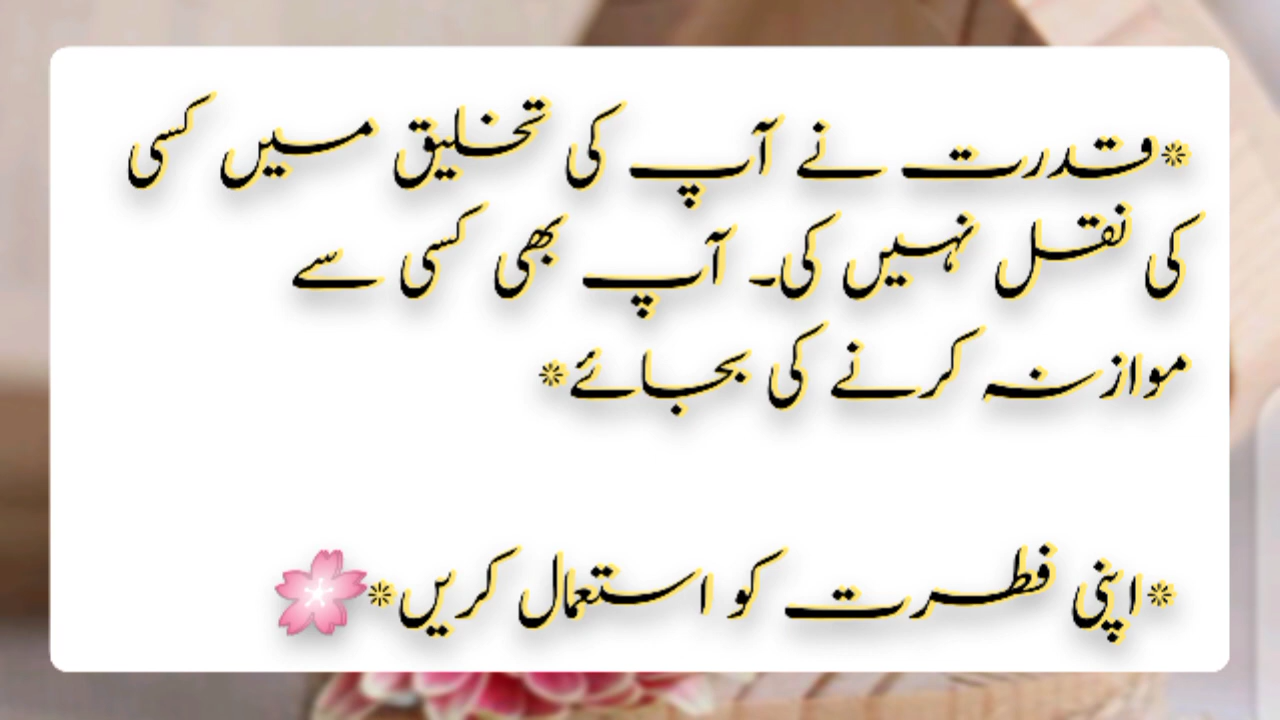 *قدرت نے آپ کی تخلیق میں کسی
کی نقل نہیں کی۔ آپ بھی کسی سے
موازنہ کرنے کی بجائے*
*اپنی فطرت کو استعمال کریں*🌸